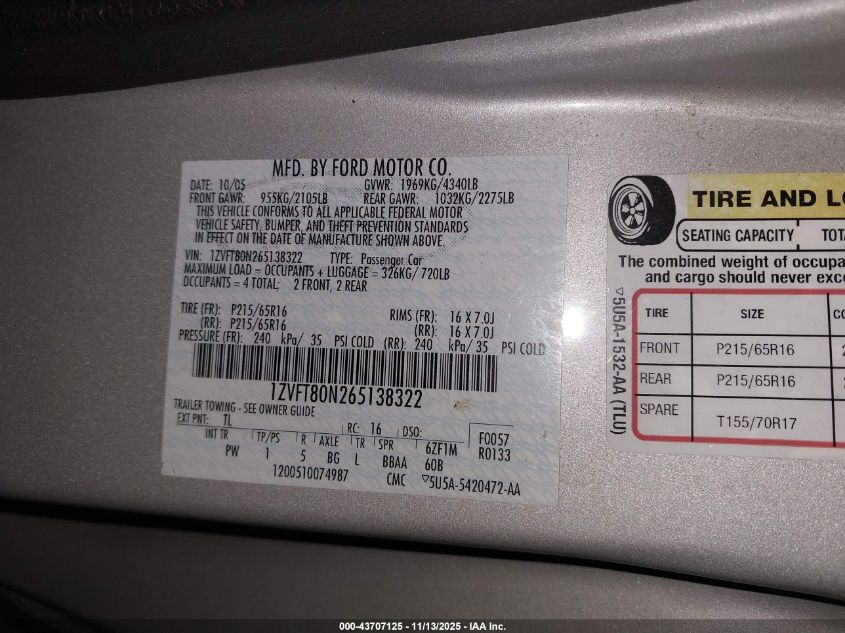 MFD. BY FORD MOTOR CO.
DATE: 10/05 GVWR: 1969KG/4340LB
FRONT GAWR: 955KG/2105LB REAR GAWR: 1032KG/2275LB
THIS VEHICLE CONFORMS TO ALL APPLICABLE FEDERAL MOTOR
VEHICLE SAFETY, BUMPER, AND THEFT PREVENTION STANDARDS
IN EFFECT ON THE DATE OF MANUFACTURE SHOWN ABOVE.
VIN: 1ZVFT80N265138322 TYPE: Passenger Car
MAXIMUM LOAD = OCCUPANTS + LUGGAGE = 326KG/720LB
OCCUPANTS = 4 TOTAL; 2 FRONT, 2 REAR
TIRE (FR): P215/65R16 RIMS (FR): 16 X 7.0J
(RR): P215/65R16 (RR): 16 X 7.0J
PRESSURE (FR): 240 kPa/ 35 PSI COLD (RR): 240 kPa/ 35 PSI COLD
1ZVFT80N265138322
TRAILER TOWING - SEE OWNER GUIDE
EXT PNT: TL RC: 16 DSO: F0057
INT TR TP/PS R AXLE TR SPR 6ZF1M R0133
PW 1 5 BG L BBAA 60B
1200510074987 CMC ▽5U5A-5420472-AA
TIRE AND LO
SEATING CAPACITY TOTA
The combined weight of occupa
and cargo should never exce
TIRE SIZE CO
FRONT P215/65R16 2
REAR P215/65R16
SPARE T155/70R17
▽5U5A-1532-AA (TLU)
000-43707125 - 11/13/2025 - IAA Inc.